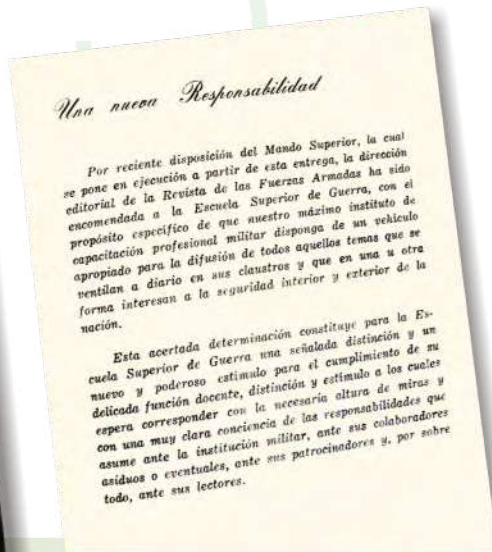 Una nueva Responsabilidad
Por reciente disposición del Mando Superior, la cual
se pone en ejecución a partir de esta entrega, la dirección
editorial de la Revista de las Fuerzas Armadas ha sido
encomendada a la Escuela Superior de Guerra, con el
propósito específico de que nuestro máximo instituto de
capacitación profesional militar disponga de un vehículo
apropiado para la difusión de todos aquellos temas que se
ventilan a diario en sus claustros y que en una u otra
forma interesan a la seguridad interior y exterior de la
nación.
Esta acertada determinación constituye para la Es-
cuela Superior de Guerra una señalada distinción y un
nuevo y poderoso estímulo para el cumplimiento de su
delicada función docente, distinción y estímulo a los cuales
espera corresponder con la necesaria altura de miras y
con una muy clara conciencia de las responsabilidades que
asume ante la institución militar, ante sus colaboradores
asiduos o eventuales, ante sus patrocinadores y, por sobre
todo, ante sus lectores.